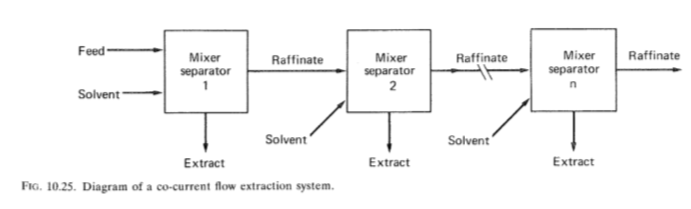 Feed
Solvent
Mixer
separator
1
Extract
Raffinate
Solvent
Mixer
separator
2
Extract
Raffinate
Solvent
Mixer
separator
n
Extract
Raffinate
FIG. 10.25. Diagram of a co-current flow extraction system.